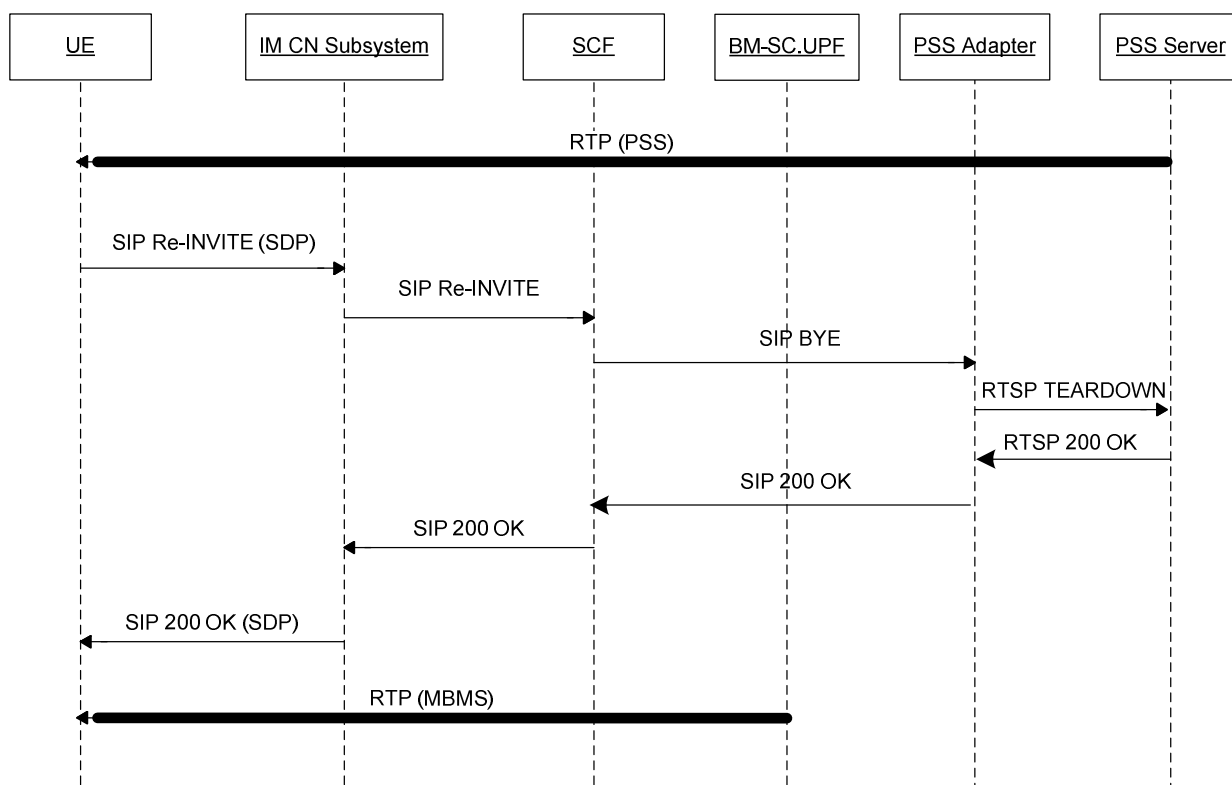 UE
IM CN Subsystem
SCF
BM-SC.UPF
PSS Adapter
PSS Server
RTP (PSS)
SIP Re-INVITE (SDP)
SIP Re-INVITE
SIP BYE
RTSP TEARDOWN
RTSP 200 OK
SIP 200 OK
SIP 200 OK
SIP 200 OK (SDP)
RTP (MBMS)